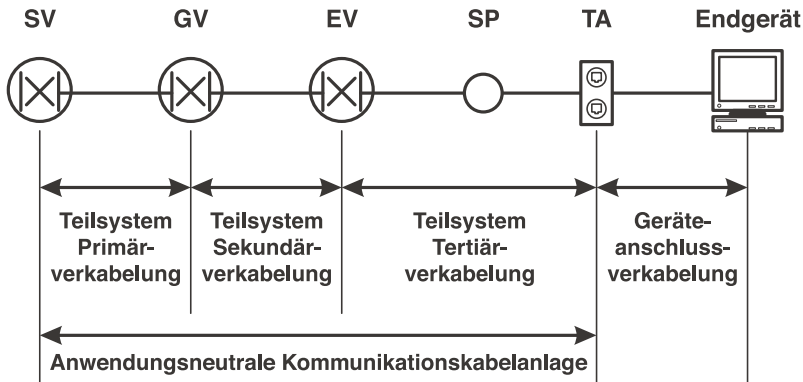 SV GV EV SP TA Endgerät
Teilsystem
Primär-
verkabelung
Teilsystem
Sekundär-
verkabelung
Teilsystem
Tertiär-
verkabelung
Geräte-
anschluss-
verkabelung
Anwendungsneutrale Kommunikationskabelanlage